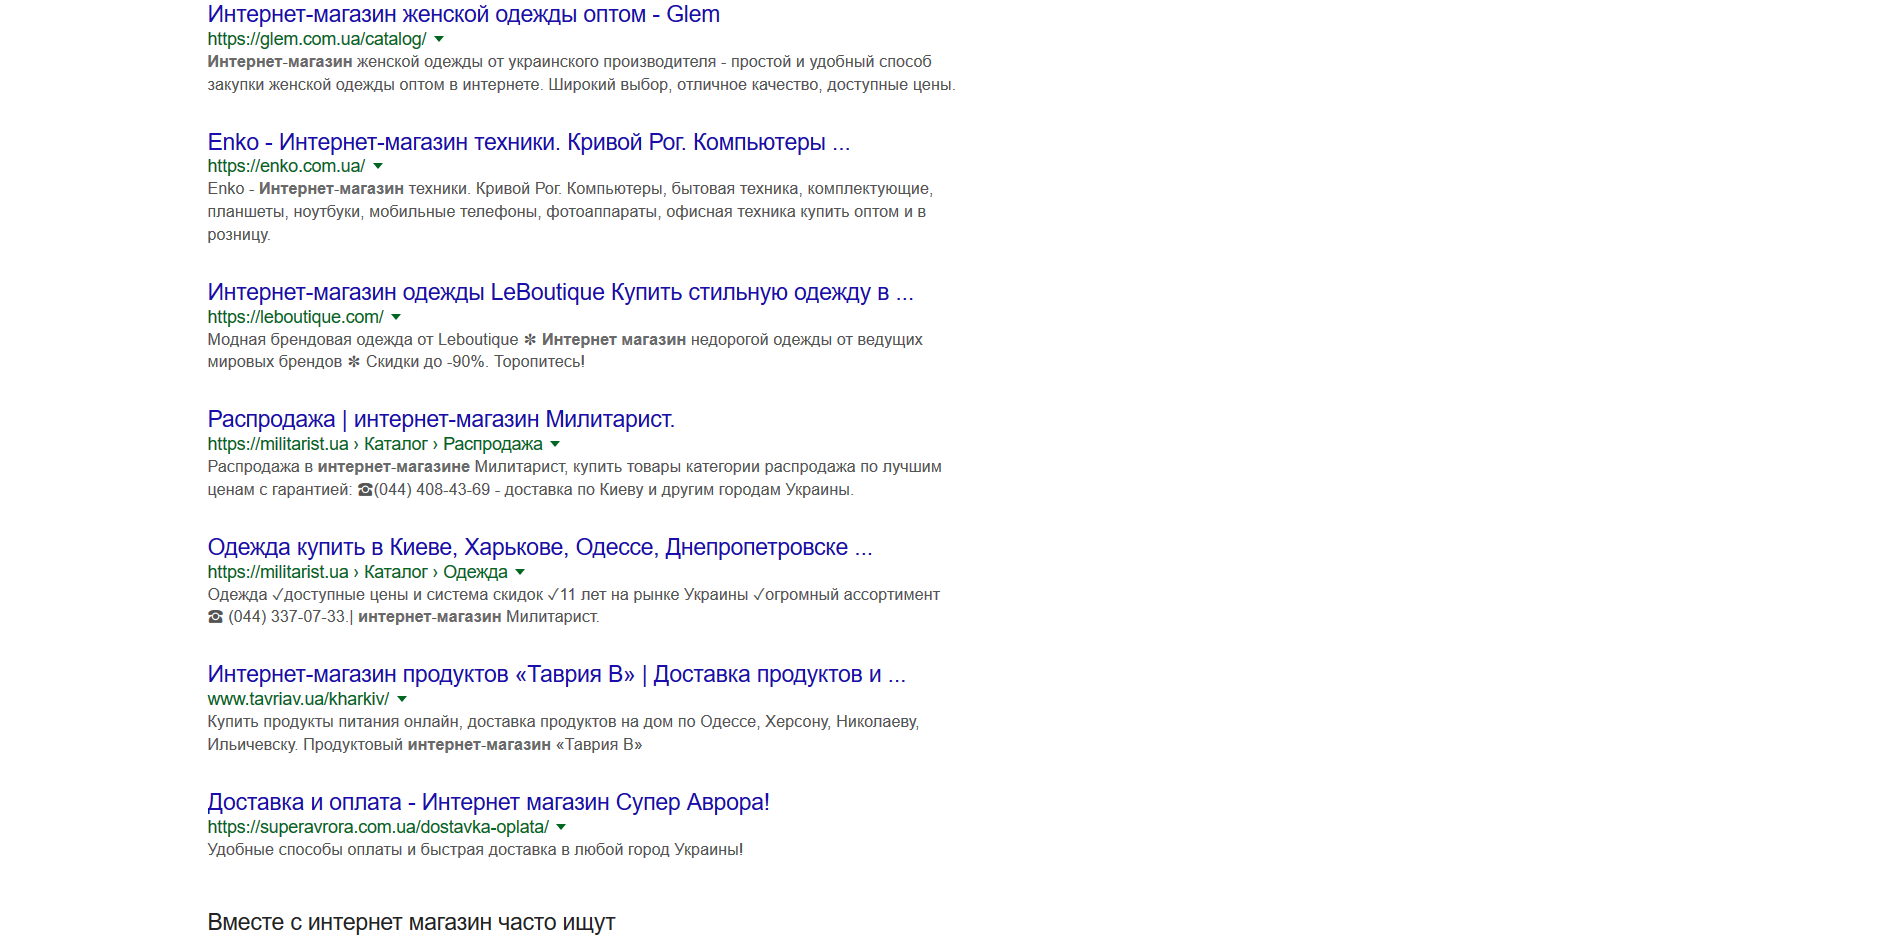 Интернет-магазин женской одежды оптом - Glem
https://glem.com.ua/catalog/
Интернет-магазин женской одежды от украинского производителя - простой и удобный способ
закупки женской одежды оптом в интернете. Широкий выбор, отличное качество, доступные цены.
Enko - Интернет-магазин техники. Кривой Рог. Компьютеры ...
https://enko.com.ua/
Enko - Интернет-магазин техники. Кривой Рог. Компьютеры, бытовая техника, комплектующие,
планшеты, ноутбуки, мобильные телефоны, фотоаппараты, офисная техника купить оптом и в
розницу.
Интернет-магазин одежды LeBoutique Купить стильную одежду в ...
https://leboutique.com/
Модная брендовая одежда от Leboutique ✻ Интернет магазин недорогой одежды от ведущих
мировых брендов ✻ Скидки до -90%. Торопитесь!
Распродажа | интернет-магазин Милитарист.
https://militarist.ua › Каталог › Распродажа
Распродажа в интернет-магазине Милитарист, купить товары категории распродажа по лучшим
ценам с гарантией: ☎(044) 408-43-69 - доставка по Киеву и другим городам Украины.
Одежда купить в Киеве, Харькове, Одессе, Днепропетровске ...
https://militarist.ua › Каталог › Одежда
Одежда ✓доступные цены и система скидок ✓11 лет на рынке Украины ✓огромный ассортимент
☎ (044) 337-07-33.| интернет-магазин Милитарист.
Интернет-магазин продуктов «Таврия В» | Доставка продуктов и ...
www.tavriav.ua/kharkiv/
Купить продукты питания онлайн, доставка продуктов на дом по Одессе, Херсону, Николаеву,
Ильичевску. Продуктовый интернет-магазин «Таврия В»
Доставка и оплата - Интернет магазин Супер Аврора!
https://superavrora.com.ua/dostavka-oplata/
Удобные способы оплаты и быстрая доставка в любой город Украины!
Вместе с интернет магазин часто ищут